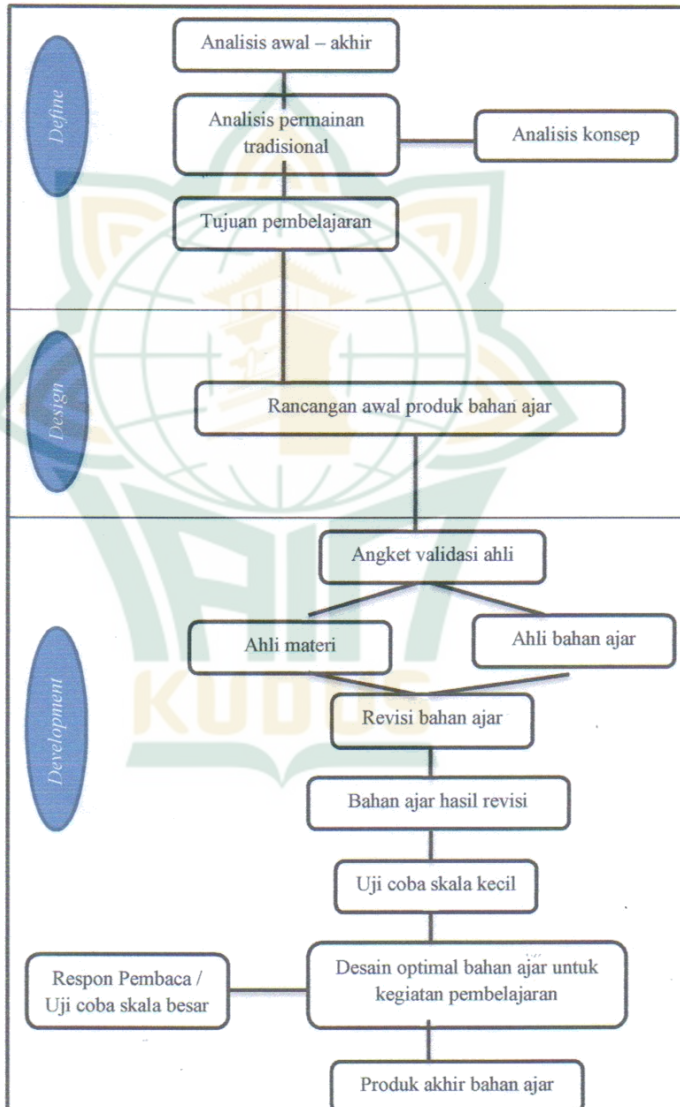 Define
Analisis awal – akhir
Analisis permainan
tradisional
Analisis konsep
Tujuan pembelajaran
Design
Rancangan awal produk bahan ajar
Angket validasi ahli
Ahli materi
Ahli bahan ajar
KUDUS
Development
Revisi bahan ajar
Bahan ajar hasil revisi
Uji coba skala kecil
Respon Pembaca /
Uji coba skala besar
Desain optimal bahan ajar untuk
kegiatan pembelajaran
Produk akhir bahan ajar